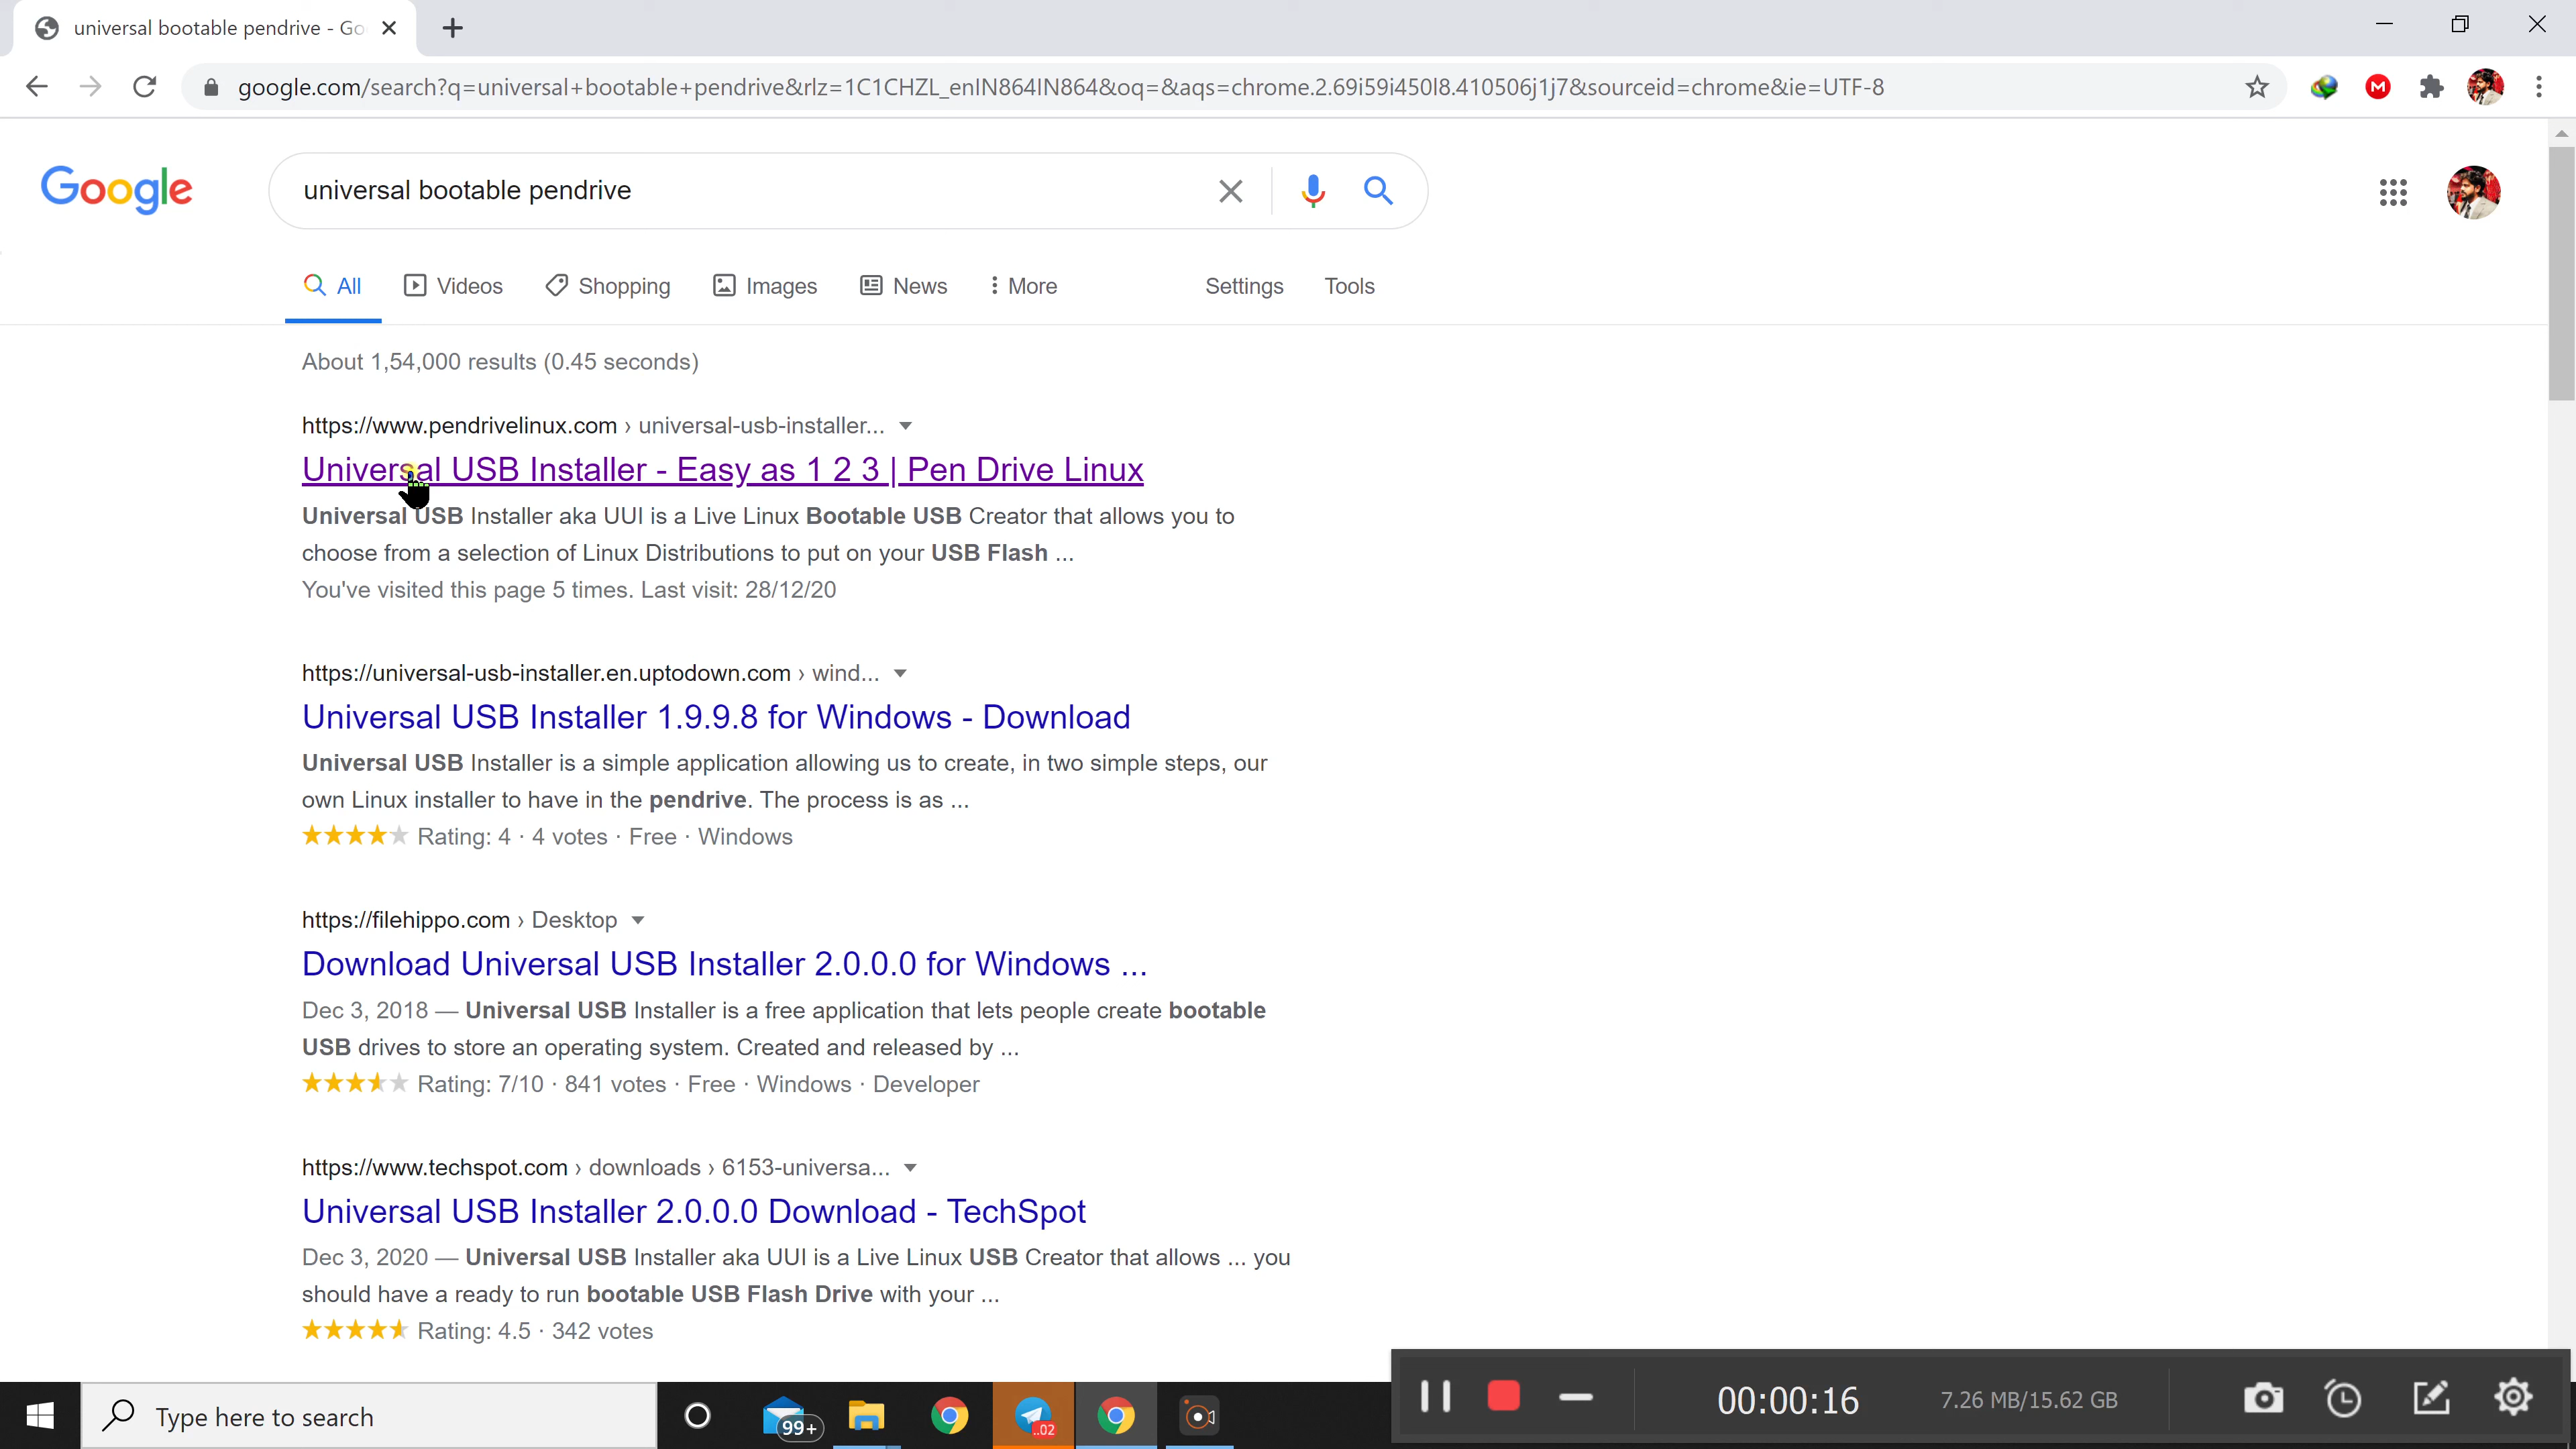 universal bootable pendrive - Go
google.com/search?q=universal+bootable+pendrive&rlz=1C1CHZL_enIN864IN864&oq=&aqs=chrome.2.69i59i450l8.410506j1j7&sourceid=chrome&ie=UTF-8
Google
universal bootable pendrive
All Videos Shopping Images News More Settings Tools
About 1,54,000 results (0.45 seconds)
https://www.pendrivelinux.com › universal-usb-installer...
Universal USB Installer - Easy as 1 2 3 | Pen Drive Linux
Universal USB Installer aka UUI is a Live Linux Bootable USB Creator that allows you to
choose from a selection of Linux Distributions to put on your USB Flash ...
You've visited this page 5 times. Last visit: 28/12/20
https://universal-usb-installer.en.uptodown.com › wind...
Universal USB Installer 1.9.9.8 for Windows - Download
Universal USB Installer is a simple application allowing us to create, in two simple steps, our
own Linux installer to have in the pendrive. The process is as ...
Rating: 4 · 4 votes · Free · Windows
https://filehippo.com › Desktop
Download Universal USB Installer 2.0.0.0 for Windows ...
Dec 3, 2018 — Universal USB Installer is a free application that lets people create bootable
USB drives to store an operating system. Created and released by ...
Rating: 7/10 · 841 votes · Free · Windows · Developer
https://www.techspot.com › downloads › 6153-universa...
Universal USB Installer 2.0.0.0 Download - TechSpot
Dec 3, 2020 — Universal USB Installer aka UUI is a Live Linux USB Creator that allows ... you
should have a ready to run bootable USB Flash Drive with your ...
Rating: 4.5 · 342 votes
Type here to search
99+
..02
00:00:16
7.26 MB/15.62 GB